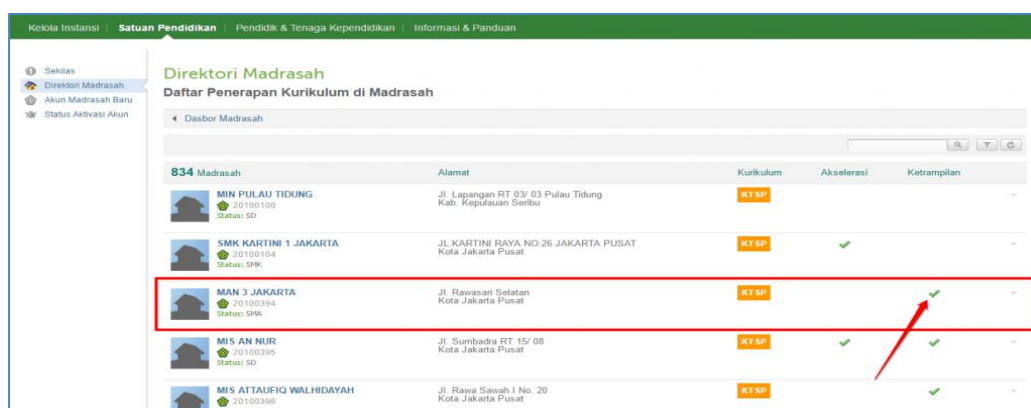 Kelola Instansi | Satuan Pendidikan | Pendidik & Tenaga Kependidikan | Informasi & Panduan
Sekilas
Direktori Madrasah
Akun Madrasah Baru
Status Aktivasi Akun
Direktori Madrasah
Daftar Penerapan Kurikulum di Madrasah
Dasbor Madrasah
834 Madrasah Alamat Kurikulum Akselerasi Ketrampilan
MIN PULAU TIDUNG Jl. Lapangan RT 03/ 03 Pulau Tidung KTSP
20100100 Kab. Kepulauan Seribu
Status: SD
SMK KARTINI 1 JAKARTA JL.KARTINI RAYA NO.26 JAKARTA PUSAT KTSP
20100104 Kota Jakarta Pusat
Status: SMK
MAN 3 JAKARTA Jl. Rawasari Selatan KTSP
20100394 Kota Jakarta Pusat
Status: SMA
MIS AN NUR Jl. Sumbadra RT 15/ 08 KTSP
20100395 Kota Jakarta Pusat
Status: SD
MIS ATTAUFIQ WALHIDAYAH Jl. Rawa Sawah I No. 20 KTSP
20100396 Kota Jakarta Pusat